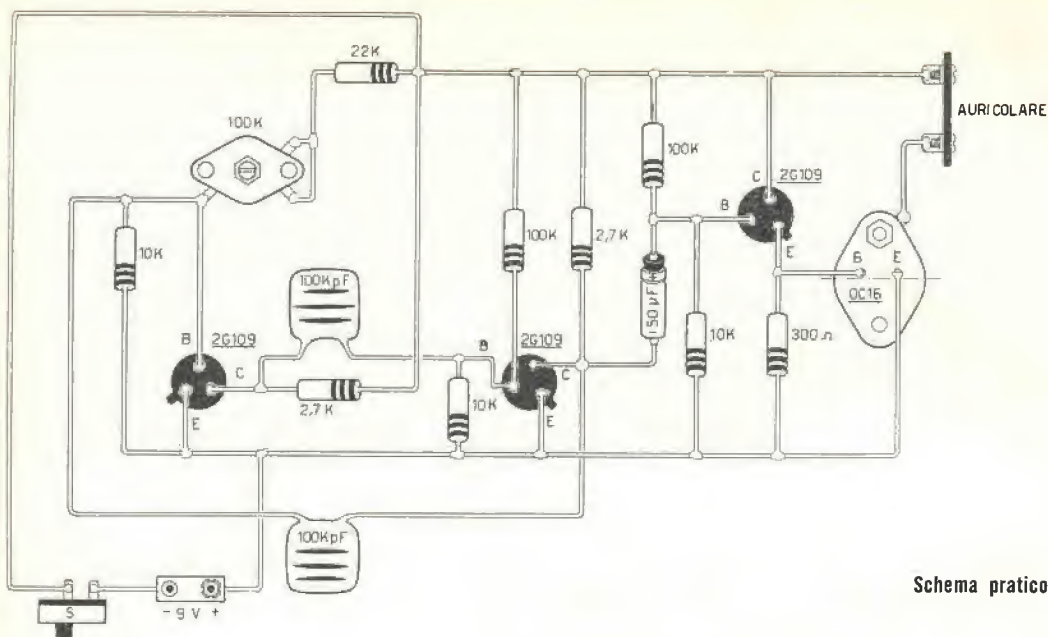 22K
100K
AURICOLARE
100K
C
2G109
B
E
B
E
OC16
10K
100K
2,7K
150µF
10K
300Ω
100KpF
B
2G109
C
E
2,7K
10K
B
2G109
C
E
100KpF
S
- 9 V +
Schema pratico